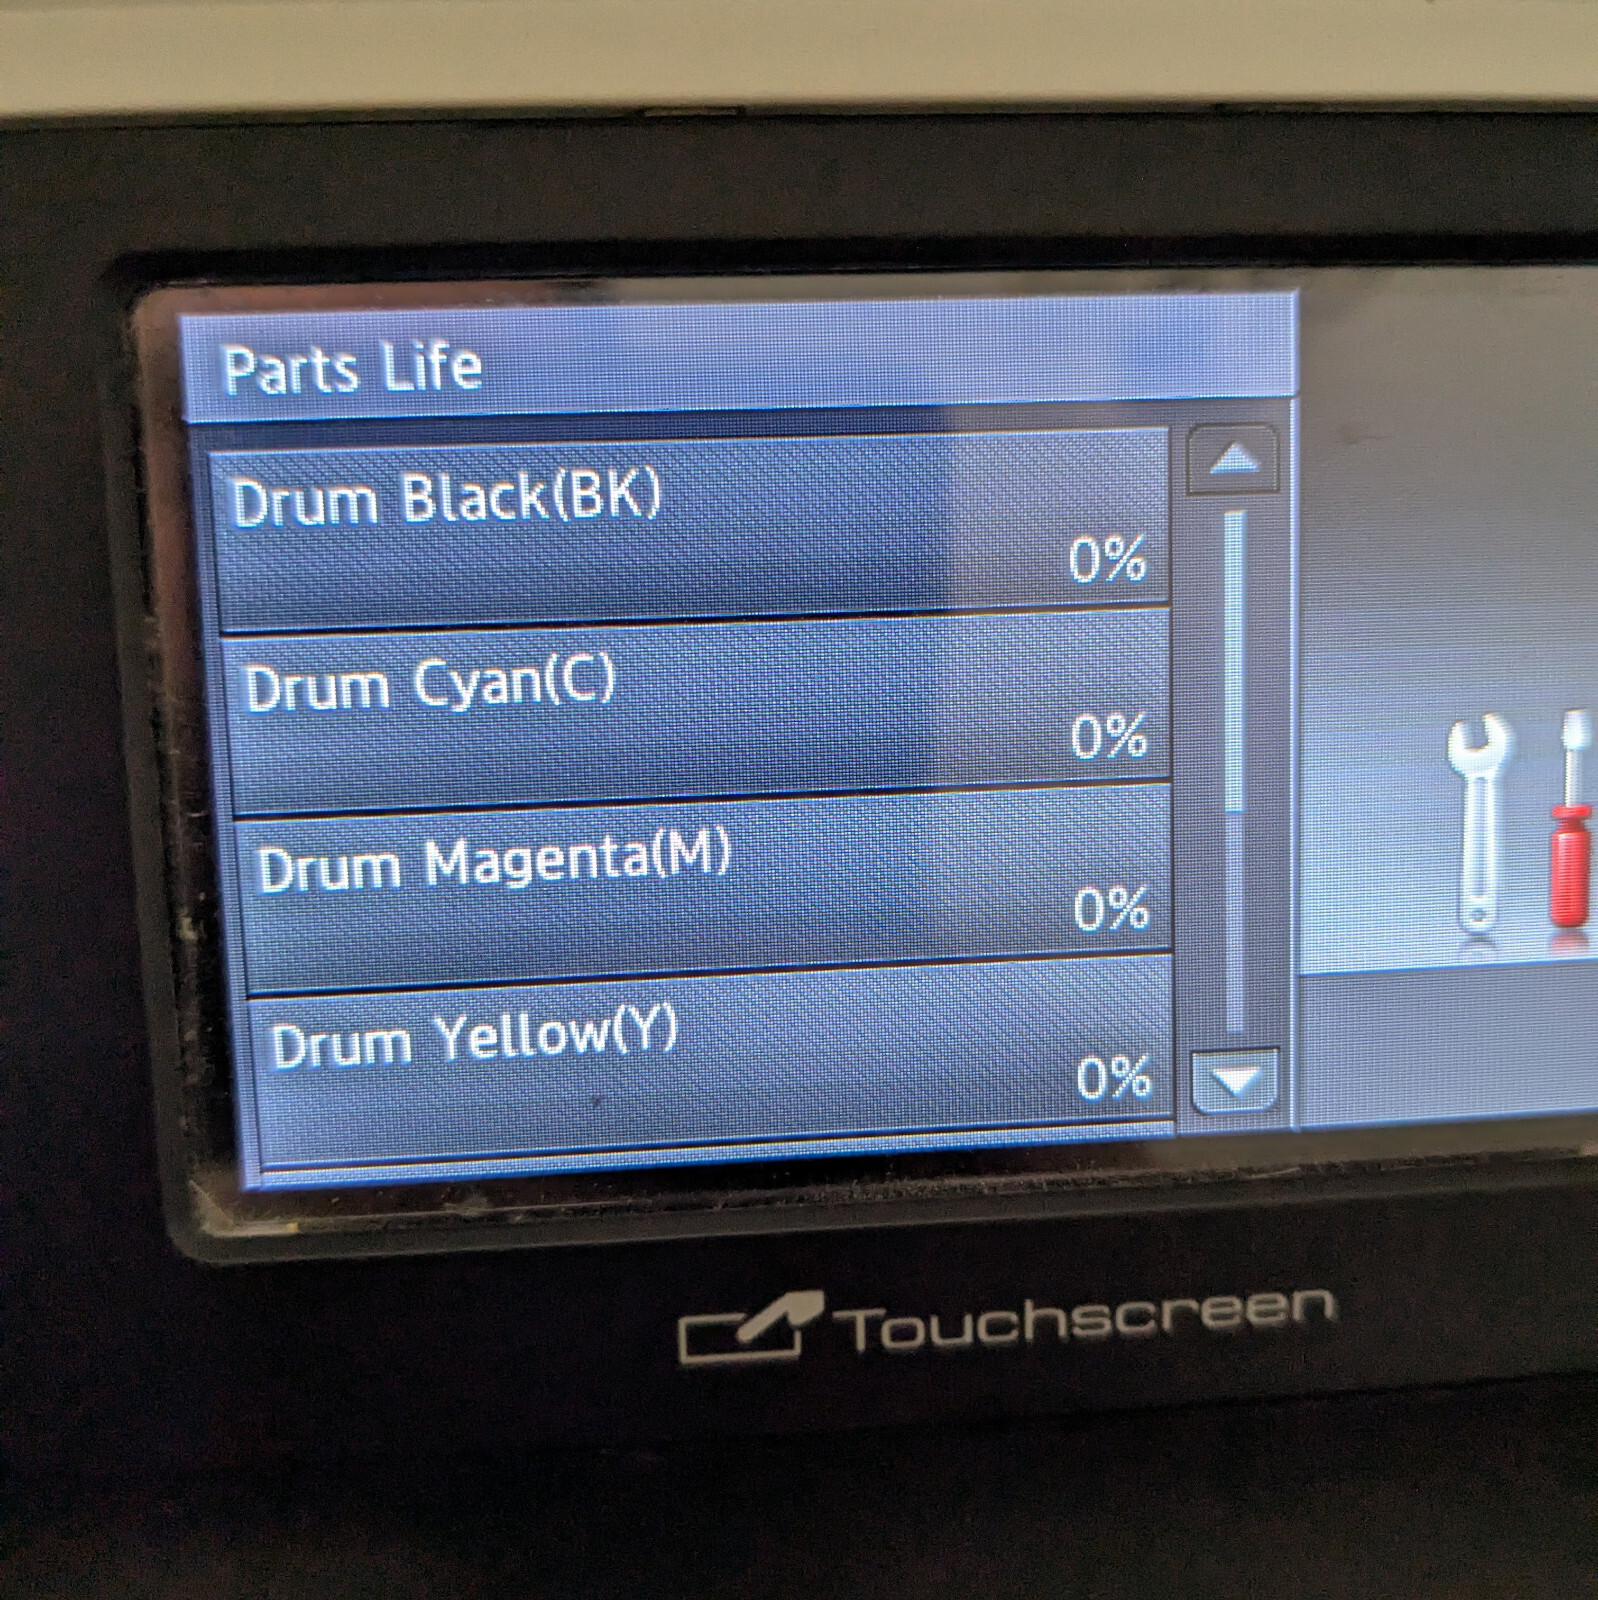 Parts Life
Drum Black(BK)
0%
Drum Cyan(C)
0%
Drum Magenta(M)
0%
Drum Yellow(Y)
0%
Touchscreen